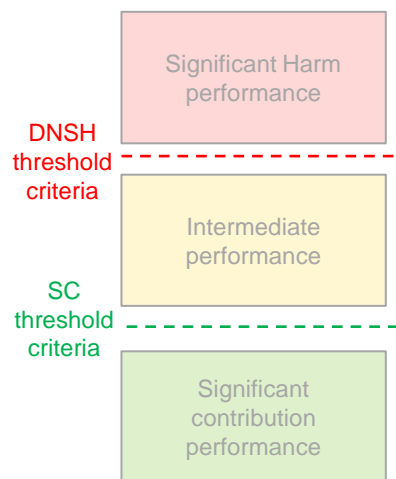 Significant Harm
performance
DNSH
threshold
criteria
Intermediate
performance
SC
threshold
criteria
Significant
contribution
performance